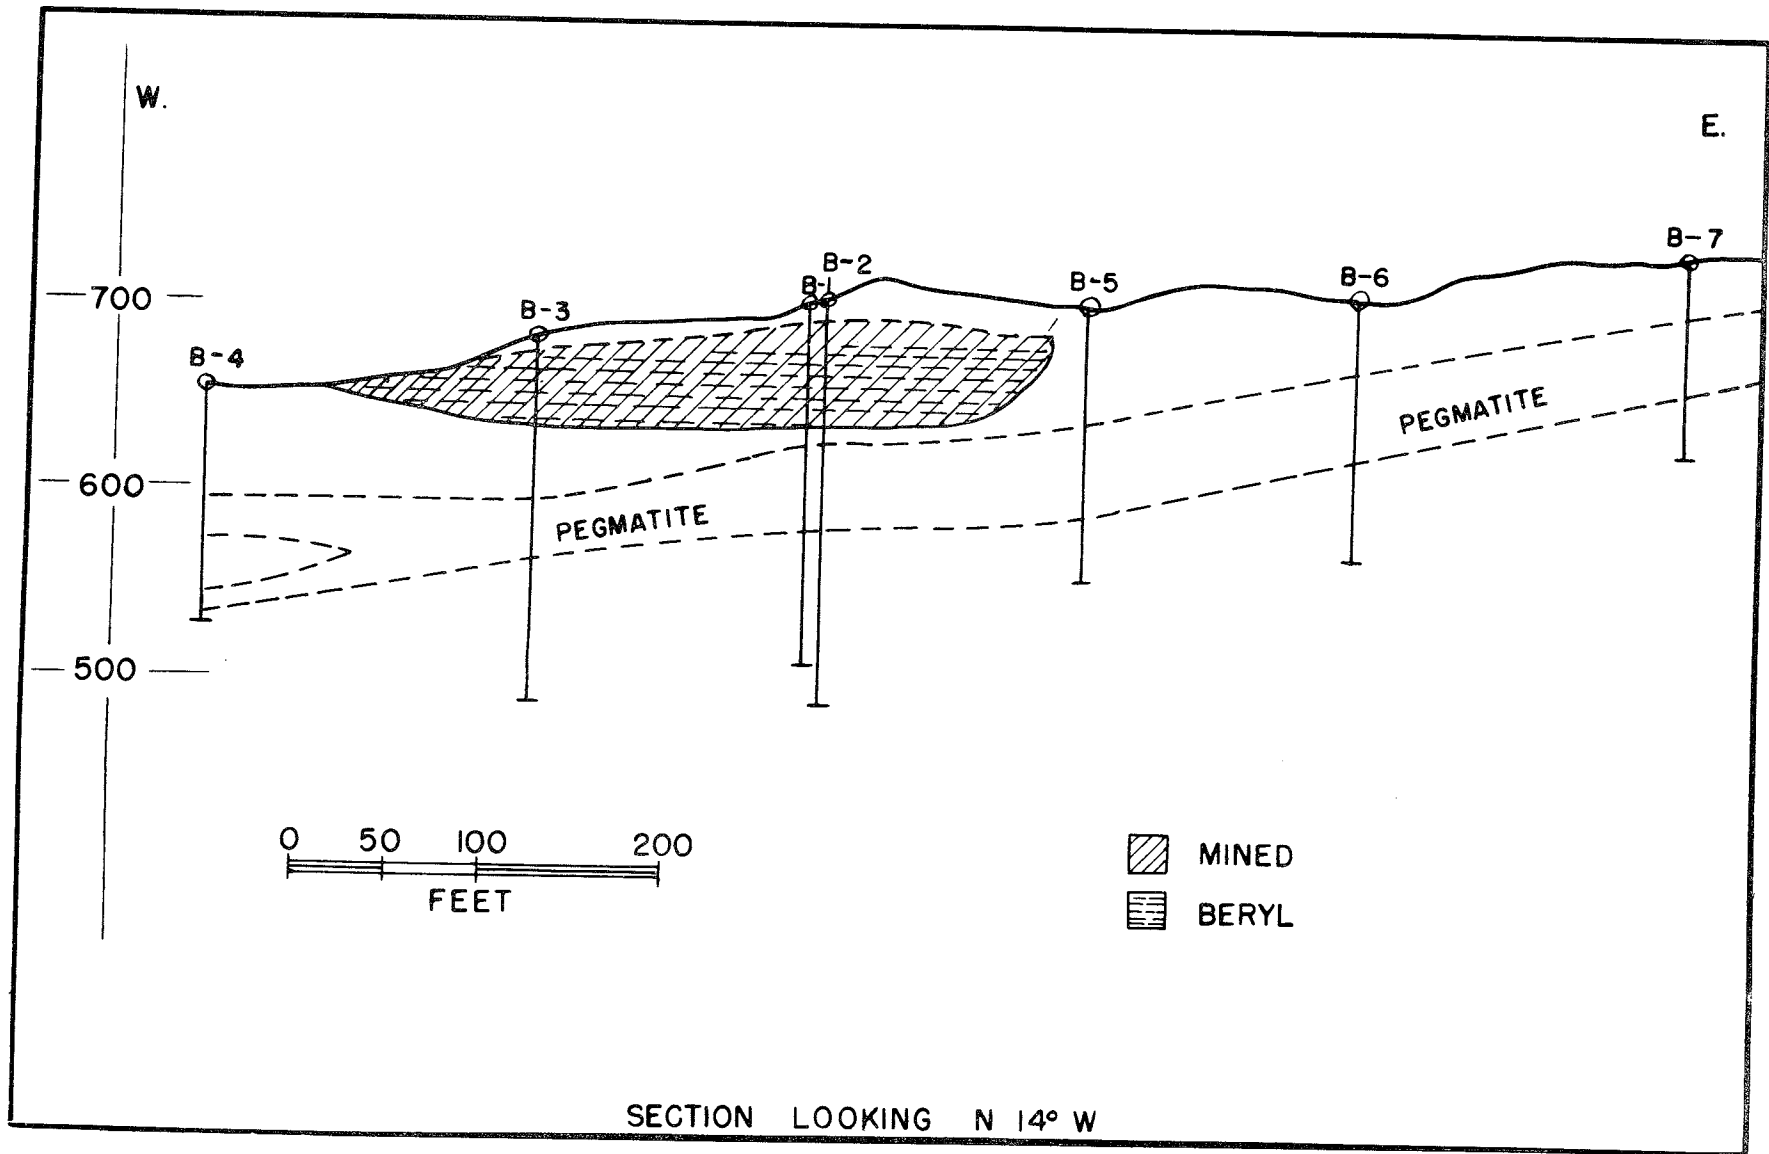 W.
E.
B-7
B-2
B-6
B-5
B-1
700
B-3
B-4
PEGMATITE
600
PEGMATITE
500
0 50 100 200
FEET
MINED
BERYL
SECTION LOOKING N 14° W